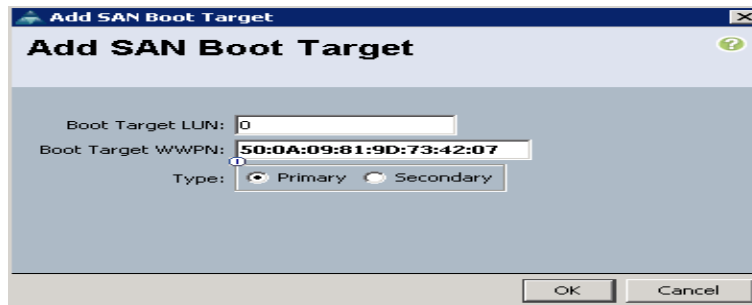 Add SAN Boot Target
Add SAN Boot Target
Boot Target LUN: 0
Boot Target WWPN: 50:0A:09:81:9D:73:42:07
Type: Primary Secondary
OK Cancel